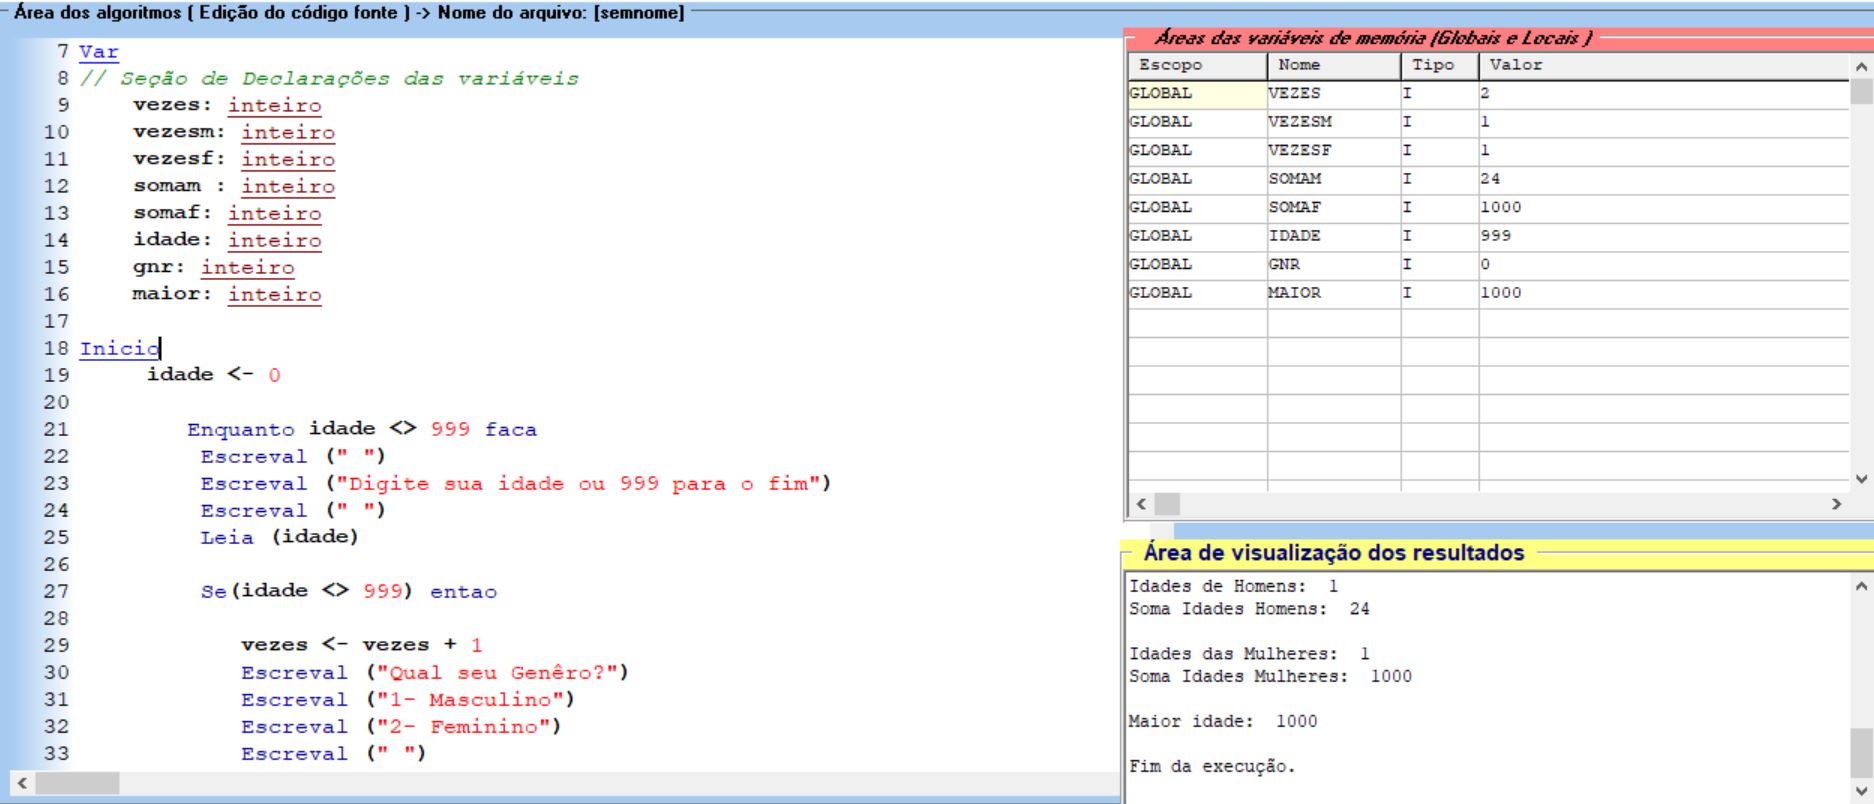 Área dos algoritmos ( Edição do código fonte ) -> Nome do arquivo: [semnome]
7 Var
8 // Seção de Declarações das variáveis
9 vezes: inteiro
10 vezesm: inteiro
11 vezesf: inteiro
12 somam : inteiro
13 somaf: inteiro
14 idade: inteiro
15 gnr: inteiro
16 maior: inteiro
17
18 Inicio
19 idade <- 0
20
21 Enquanto idade <> 999 faca
22 Escreval (" ")
23 Escreval ("Digite sua idade ou 999 para o fim")
24 Escreval (" ")
25 Leia (idade)
26
27 Se(idade <> 999) entao
28
29 vezes <- vezes + 1
30 Escreval ("Qual seu Genêro?")
31 Escreval ("1- Masculino")
32 Escreval ("2- Feminino")
33 Escreval (" ")
Áreas das variáveis de memória (Globais e Locais )
Escopo Nome Tipo Valor
GLOBAL VEZES I 2
GLOBAL VEZESM I 1
GLOBAL VEZESF I 1
GLOBAL SOMAM I 24
GLOBAL SOMAF I 1000
GLOBAL IDADE I 999
GLOBAL GNR I 0
GLOBAL MAIOR I 1000
Área de visualização dos resultados
Idades de Homens: 1
Soma Idades Homens: 24
Idades das Mulheres: 1
Soma Idades Mulheres: 1000
Maior idade: 1000
Fim da execução.